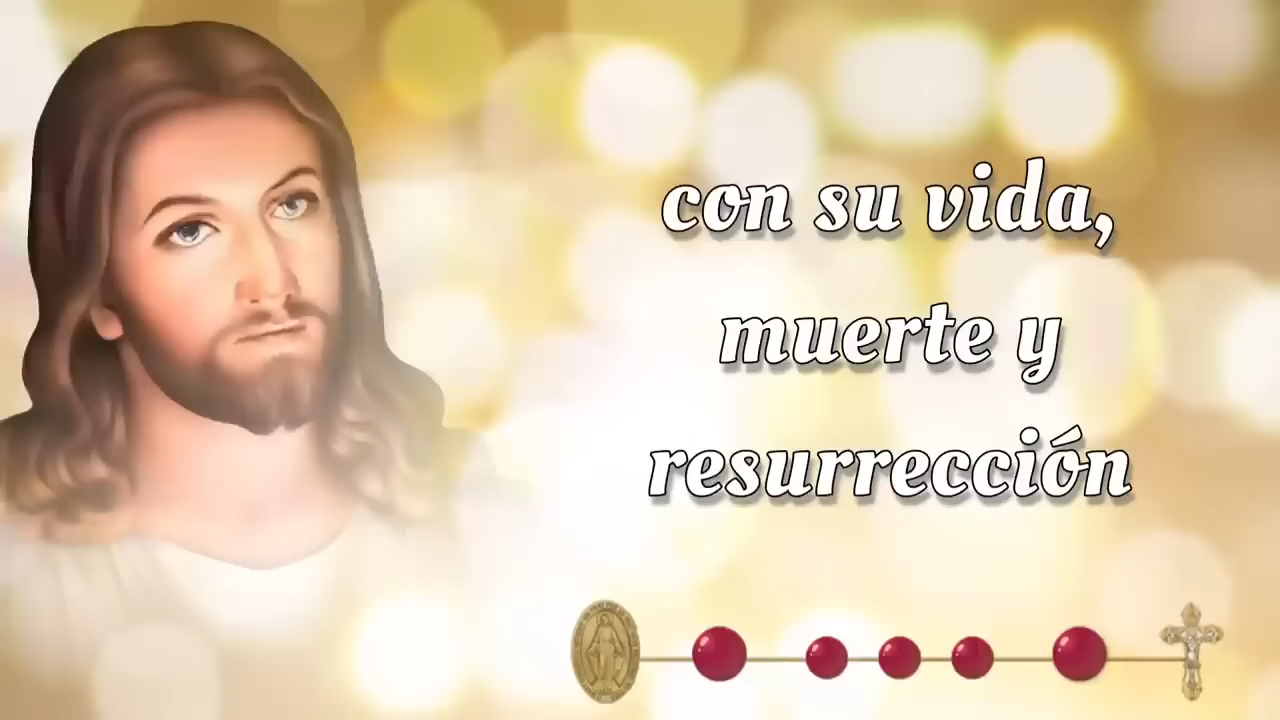 con su vida,
muerte y
resurrección